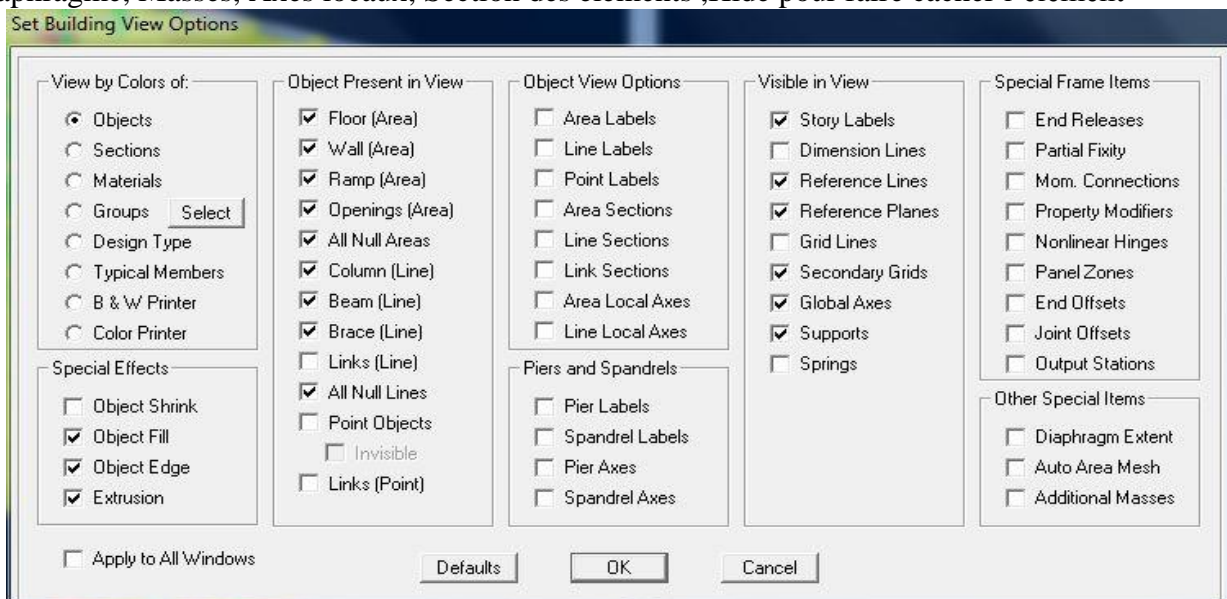 Masses, Axes locaux, Section des éléments ,Hide pour faire cacher l'élément
Set Building View Options
View by Colors of:
Objects
Sections
Materials
Groups Select
Design Type
Typical Members
B & W Printer
Color Printer
Special Effects
Object Shrink
Object Fill
Object Edge
Extrusion
Object Present in View
Floor (Area)
Wall (Area)
Ramp (Area)
Openings (Area)
All Null Areas
Column (Line)
Beam (Line)
Brace (Line)
Links (Line)
All Null Lines
Point Objects
Invisible
Links (Point)
Object View Options
Area Labels
Line Labels
Point Labels
Area Sections
Line Sections
Link Sections
Area Local Axes
Line Local Axes
Piers and Spandrels
Pier Labels
Spandrel Labels
Pier Axes
Spandrel Axes
Visible in View
Story Labels
Dimension Lines
Reference Lines
Reference Planes
Grid Lines
Secondary Grids
Global Axes
Supports
Springs
Special Frame Items
End Releases
Partial Fixity
Mom. Connections
Property Modifiers
Nonlinear Hinges
Panel Zones
End Offsets
Joint Offsets
Output Stations
Other Special Items
Diaphragm Extent
Auto Area Mesh
Additional Masses
Apply to All Windows
Defaults OK Cancel